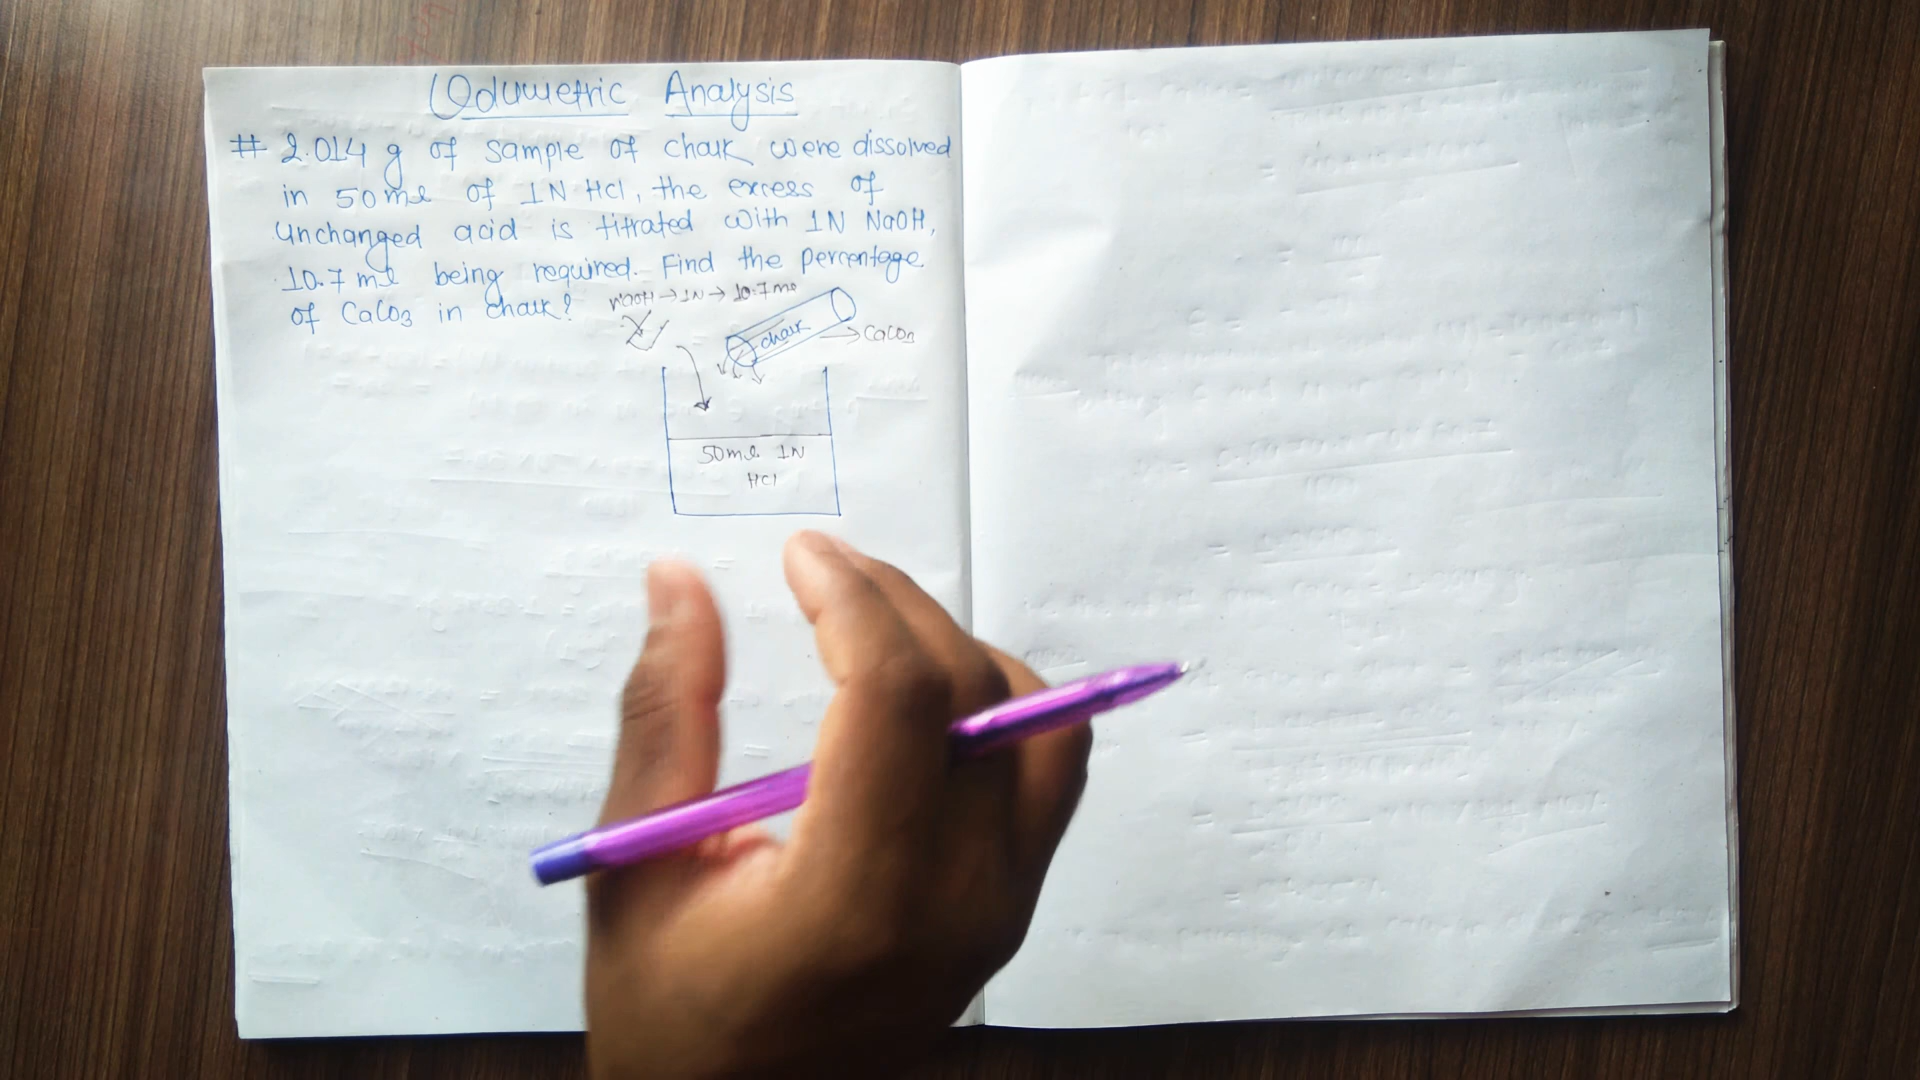 Volumetric Analysis
# 2.014 g of sample of chalk were dissolved
in 50 ml of 1N HCl, the excess of
unchanged acid is titrated with 1N NaOH,
10.7 ml being required. Find the percentage
of CaCO3 in chalk?
NaOH → 1N → 10.7 ml
chalk
→ CaCO3
50ml 1N
HCl